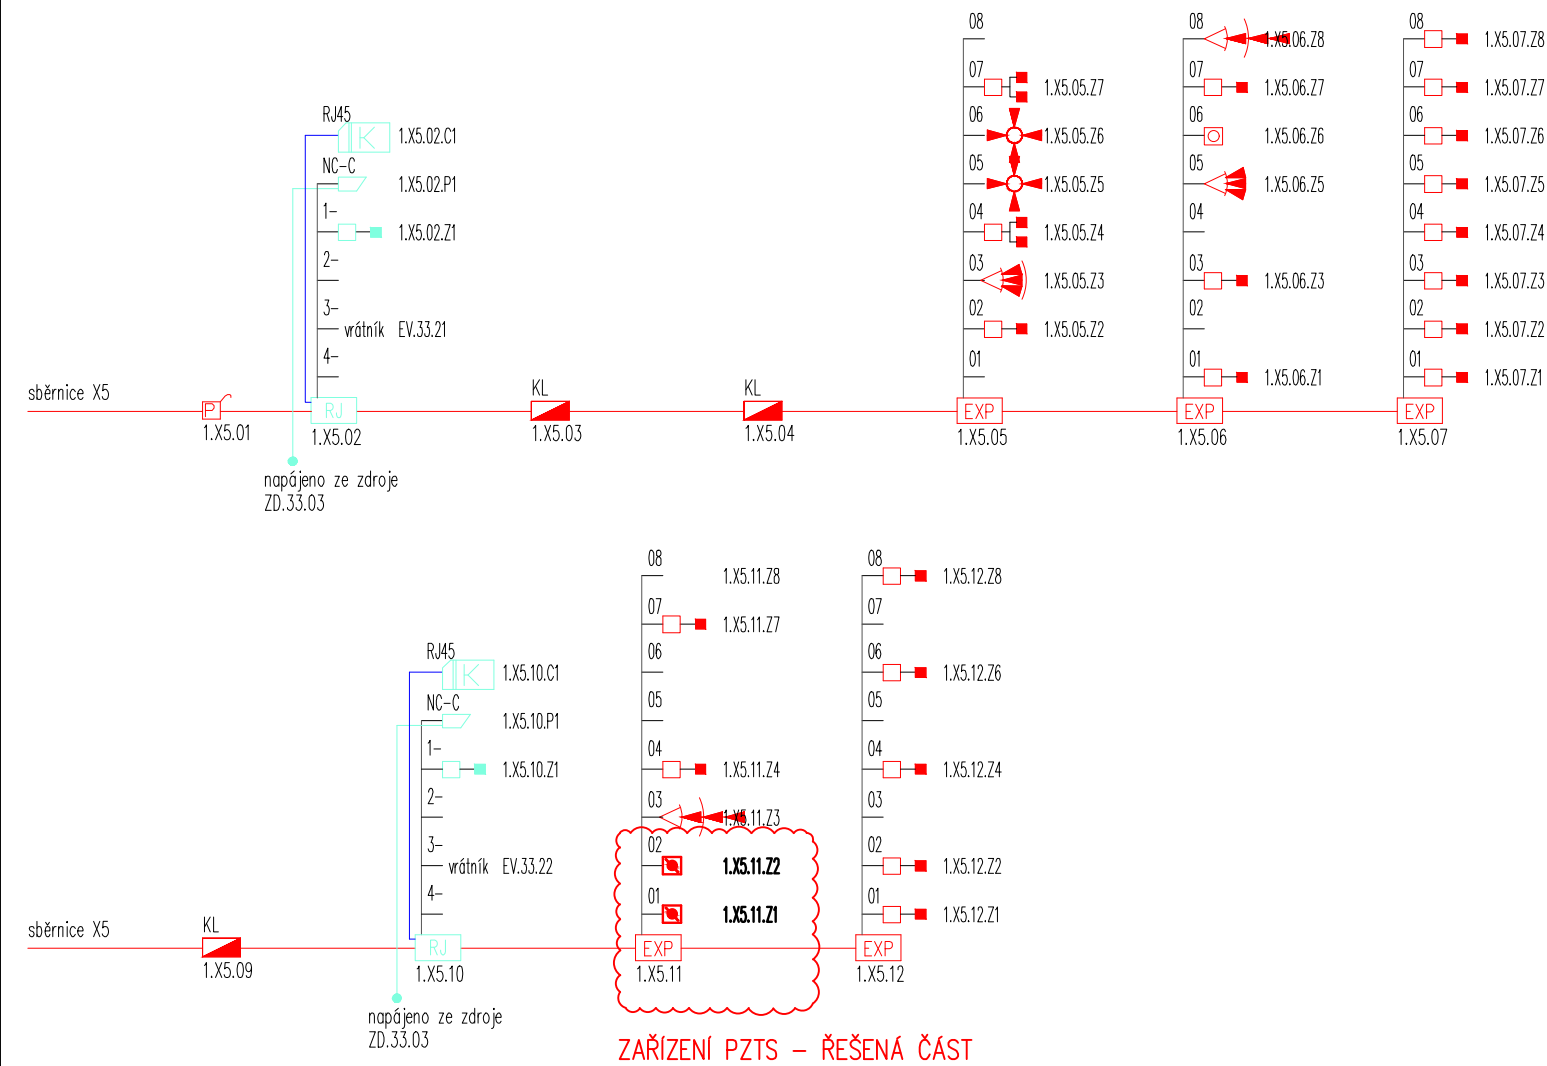 RJ45
K 1.X5.02.C1
NC-C
1.X5.02.P1
1-
1.X5.02.Z1
2-
3-
vrátník EV.33.21
4-
08
07
1.X5.05.Z7
06
1.X5.05.Z6
05
1.X5.05.Z5
04
1.X5.05.Z4
03
1.X5.05.Z3
02
1.X5.05.Z2
01
08
1.X5.06.Z8
07
1.X5.06.Z7
06
1.X5.06.Z6
05
1.X5.06.Z5
04
03
1.X5.06.Z3
02
01
1.X5.06.Z1
08
1.X5.07.Z8
07
1.X5.07.Z7
06
1.X5.07.Z6
05
1.X5.07.Z5
04
1.X5.07.Z4
03
1.X5.07.Z3
02
1.X5.07.Z2
01
1.X5.07.Z1
sběrnice X5
P
1.X5.01
RJ
1.X5.02
KL
1.X5.03
KL
1.X5.04
EXP
1.X5.05
EXP
1.X5.06
EXP
1.X5.07
napájeno ze zdroje
ZD.33.03
RJ45
K 1.X5.10.C1
NC-C
1.X5.10.P1
1-
1.X5.10.Z1
2-
3-
vrátník EV.33.22
4-
08
1.X5.11.Z8
07
1.X5.11.Z7
06
05
04
1.X5.11.Z4
03
1.X5.11.Z3
02
1.X5.11.Z2
01
1.X5.11.Z1
08
1.X5.12.Z8
07
06
1.X5.12.Z6
05
04
1.X5.12.Z4
03
02
1.X5.12.Z2
01
1.X5.12.Z1
sběrnice X5
KL
1.X5.09
RJ
1.X5.10
EXP
1.X5.11
EXP
1.X5.12
napájeno ze zdroje
ZD.33.03
ZAŘÍZENÍ PZTS – ŘEŠENÁ ČÁST